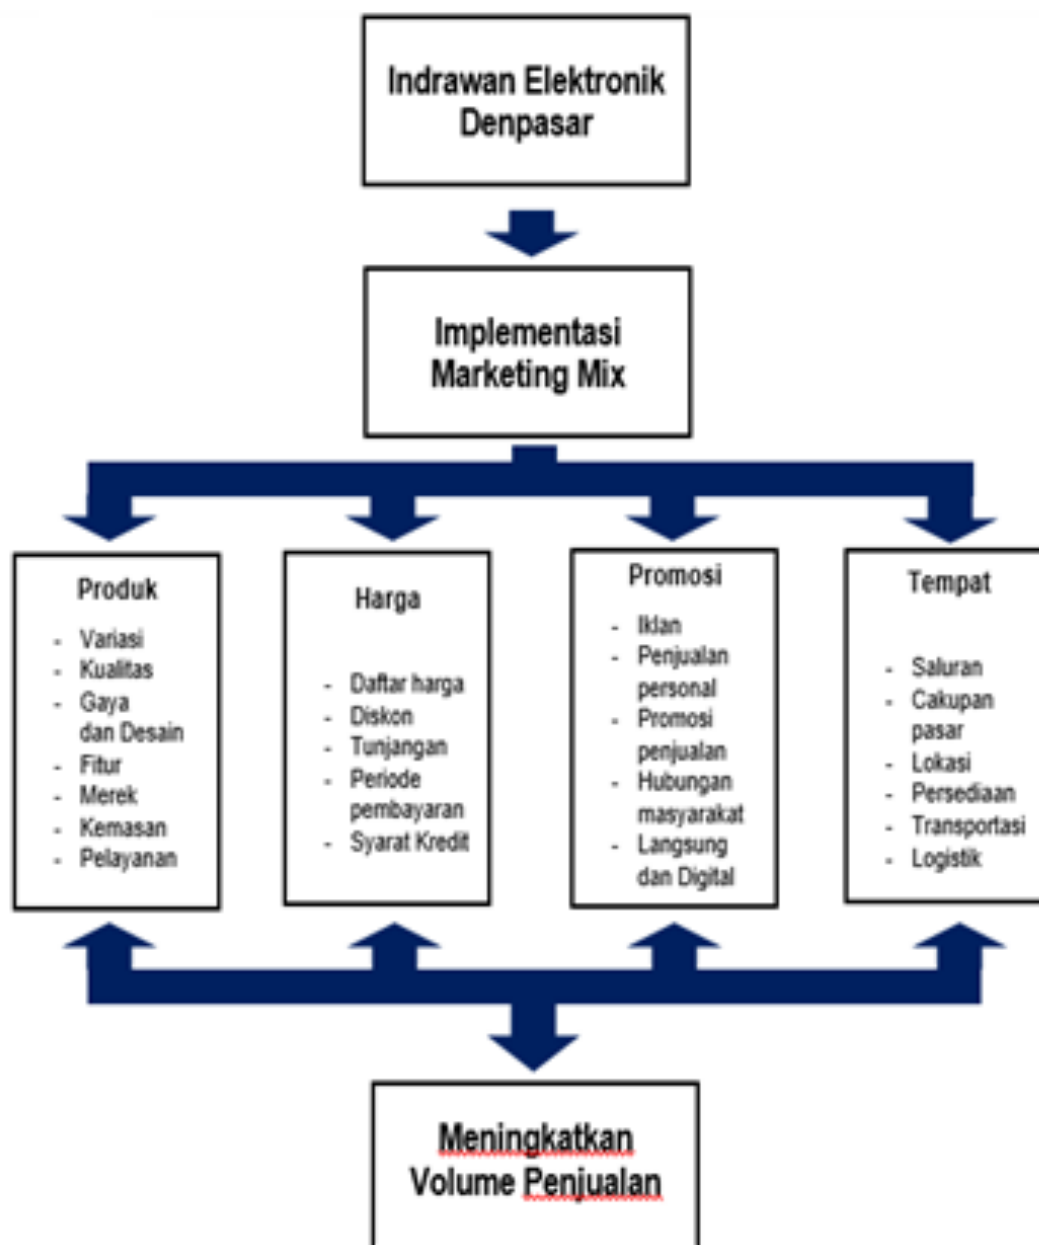 Indrawan Elektronik
Denpasar
Implementasi
Marketing Mix
Produk
- Variasi
- Kualitas
- Gaya
dan Desain
- Fitur
- Merek
- Kemasan
- Pelayanan
Harga
- Daftar harga
- Diskon
- Tunjangan
- Periode
pembayaran
- Syarat Kredit
Promosi
- Iklan
- Penjualan
personal
- Promosi
penjualan
- Hubungan
masyarakat
- Langsung
dan Digital
Tempat
- Saluran
- Cakupan
pasar
- Lokasi
- Persediaan
- Transportasi
- Logistik
Meningkatkan
Volume Penjualan